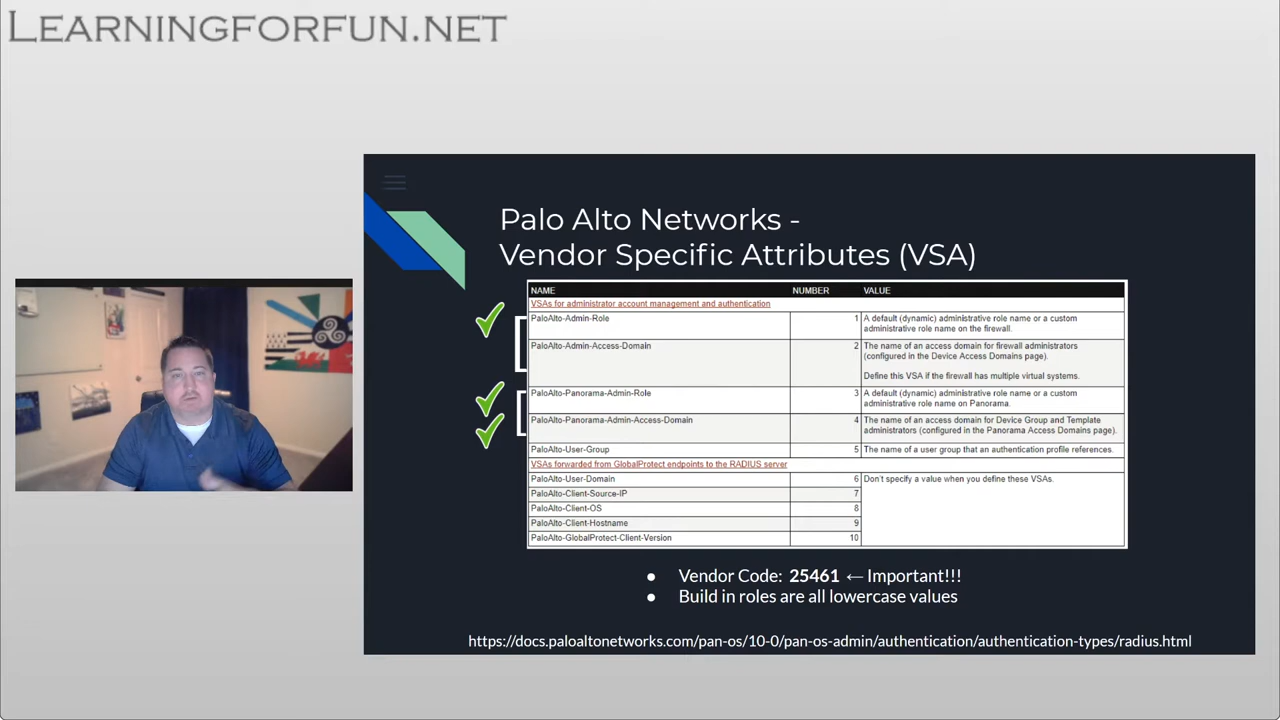 LEARNINGFORFUN.NET
Palo Alto Networks -
Vendor Specific Attributes (VSA)
NAME NUMBER VALUE
VSAs for administrator account management and authentication
PaloAlto-Admin-Role 1 A default (dynamic) administrative role name or a custom
administrative role name on the firewall.
PaloAlto-Admin-Access-Domain 2 The name of an access domain for firewall administrators
(configured in the Device Access Domains page).
Define this VSA if the firewall has multiple virtual systems.
PaloAlto-Panorama-Admin-Role 3 A default (dynamic) administrative role name or a custom
administrative role name on Panorama.
PaloAlto-Panorama-Admin-Access-Domain 4 The name of an access domain for Device Group and Template
administrators (configured in the Panorama Access Domains page).
PaloAlto-User-Group 5 The name of a user group that an authentication profile references.
VSAs forwarded from GlobalProtect endpoints to the RADIUS server
PaloAlto-User-Domain 6 Don't specify a value when you define these VSAs.
PaloAlto-Client-Source-IP 7
PaloAlto-Client-OS 8
PaloAlto-Client-Hostname 9
PaloAlto-GlobalProtect-Client-Version 10
● Vendor Code: 25461 ← Important!!!
● Build in roles are all lowercase values
https://docs.paloaltonetworks.com/pan-os/10-0/pan-os-admin/authentication/authentication-types/radius.html